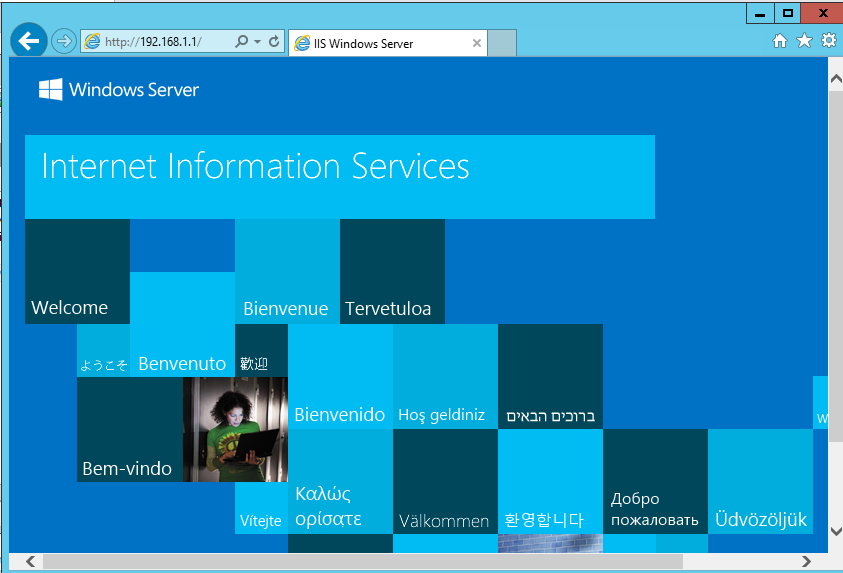 http://192.168.1.1/
IIS Windows Server
Windows Server
Internet Information Services
Welcome
Bienvenue
Tervetuloa
ようこそ
Benvenuto
歡迎
Bienvenido
Hoş geldiniz
ברוכים הבאים
Bem-vindo
Vítejte
Καλώς
ορίσατε
Välkommen
환영합니다
Добро
пожаловать
Üdvözöljük
W